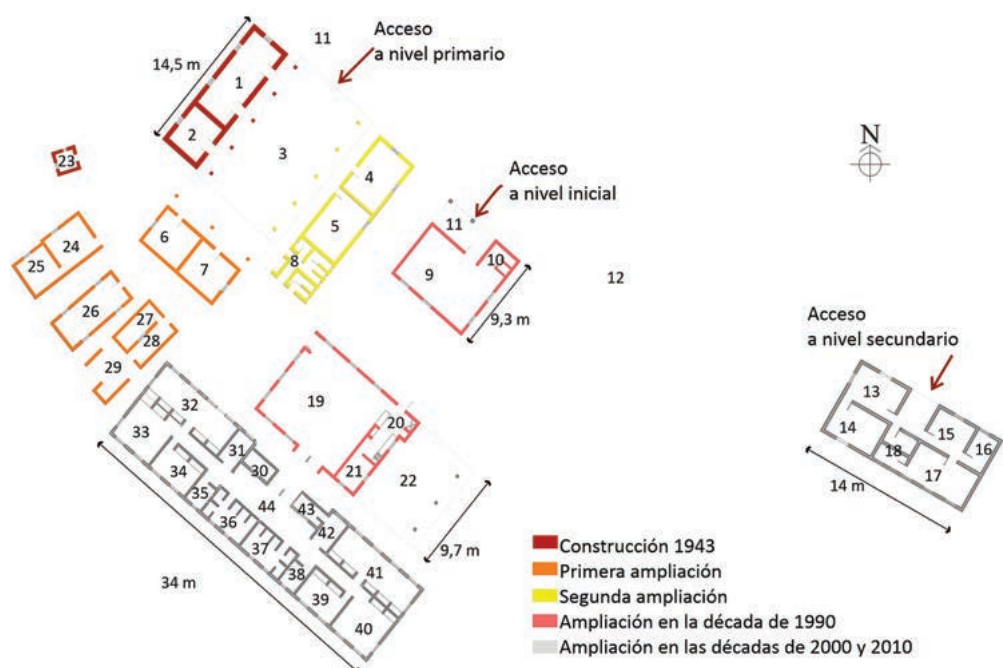 11
Acceso
a nivel primario
14,5 m
1
2
3
N
23
4
Acceso
a nivel inicial
11
5
24
6
25
7
8
9
10
12
26
9,3 m
27
28
Acceso
a nivel secundario
29
13
32
19
20
15
14
18
16
33
31
30
21
22
17
34
14 m
35
44
43
36
42
37
41
9,7 m
38
34 m
39
40
Construcción 1943
Primera ampliación
Segunda ampliación
Ampliación en la década de 1990
Ampliación en las décadas de 2000 y 2010